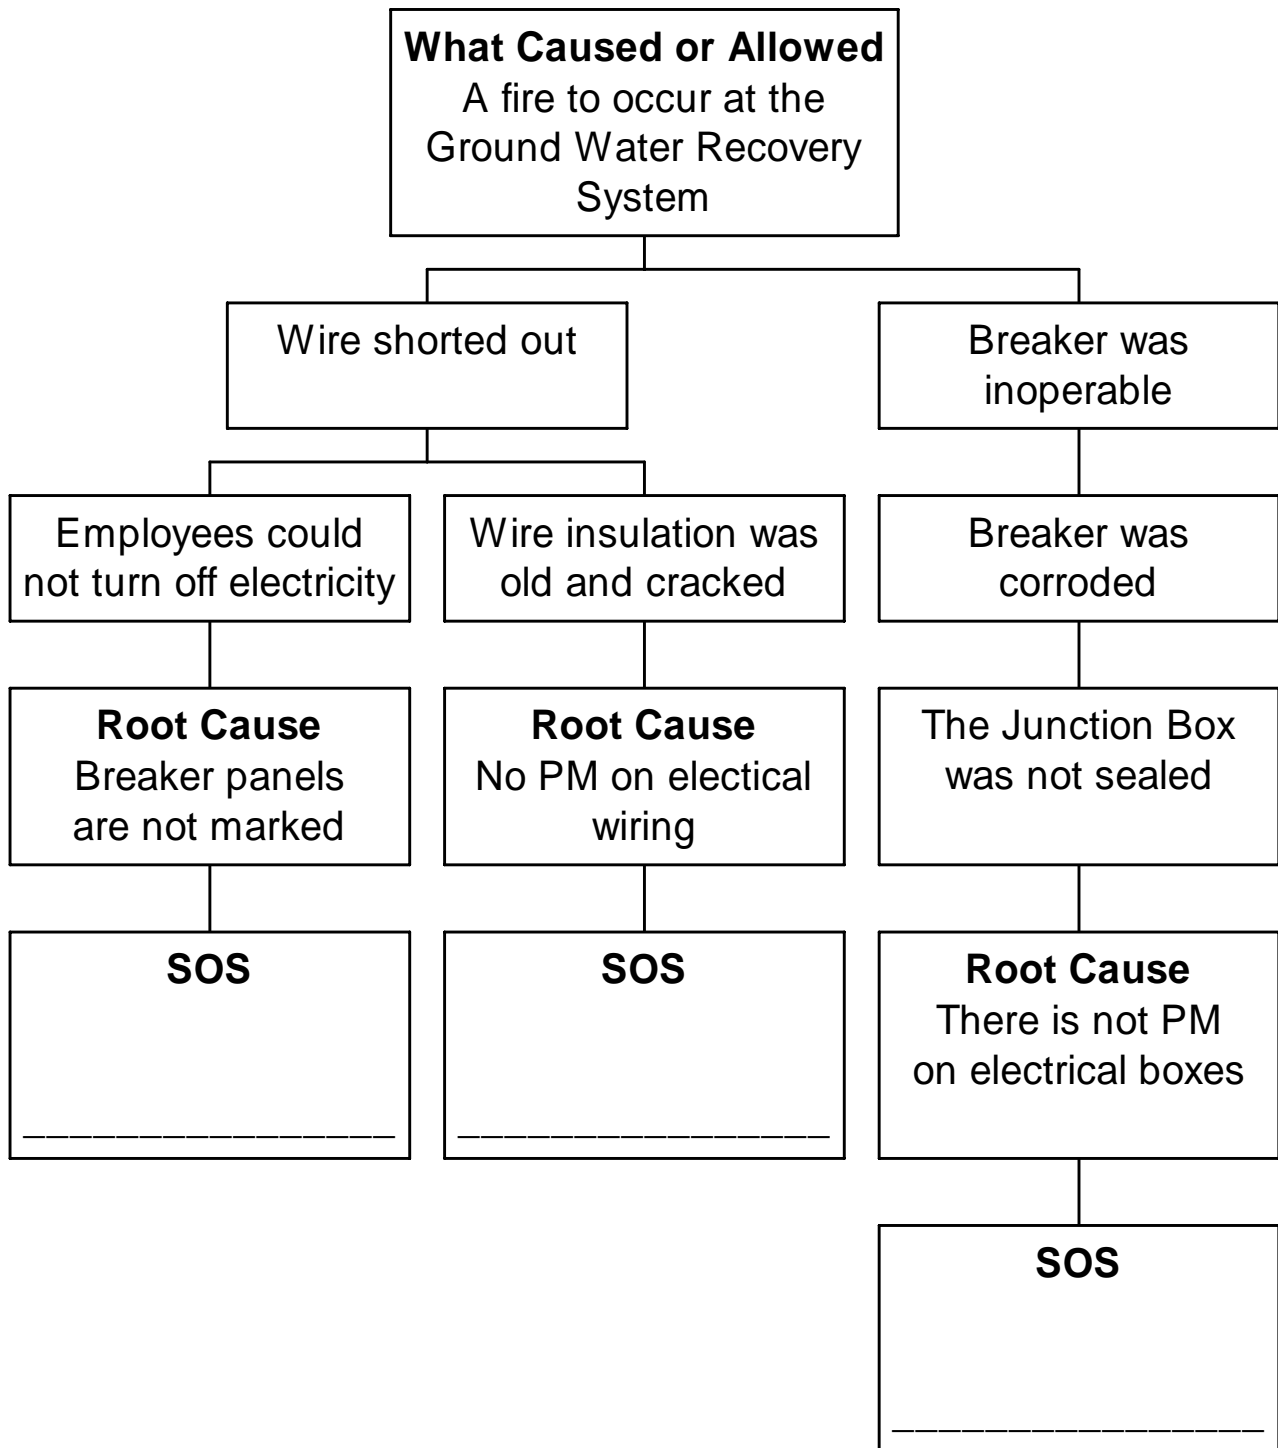 What Caused or Allowed
A fire to occur at the
Ground Water Recovery
System
Wire shorted out
Breaker was
inoperable
Employees could
not turn off electricity
Wire insulation was
old and cracked
Breaker was
corroded
Root Cause
Breaker panels
are not marked
Root Cause
No PM on electical
wiring
The Junction Box
was not sealed
SOS
________________
SOS
________________
Root Cause
There is not PM
on electrical boxes
SOS
________________